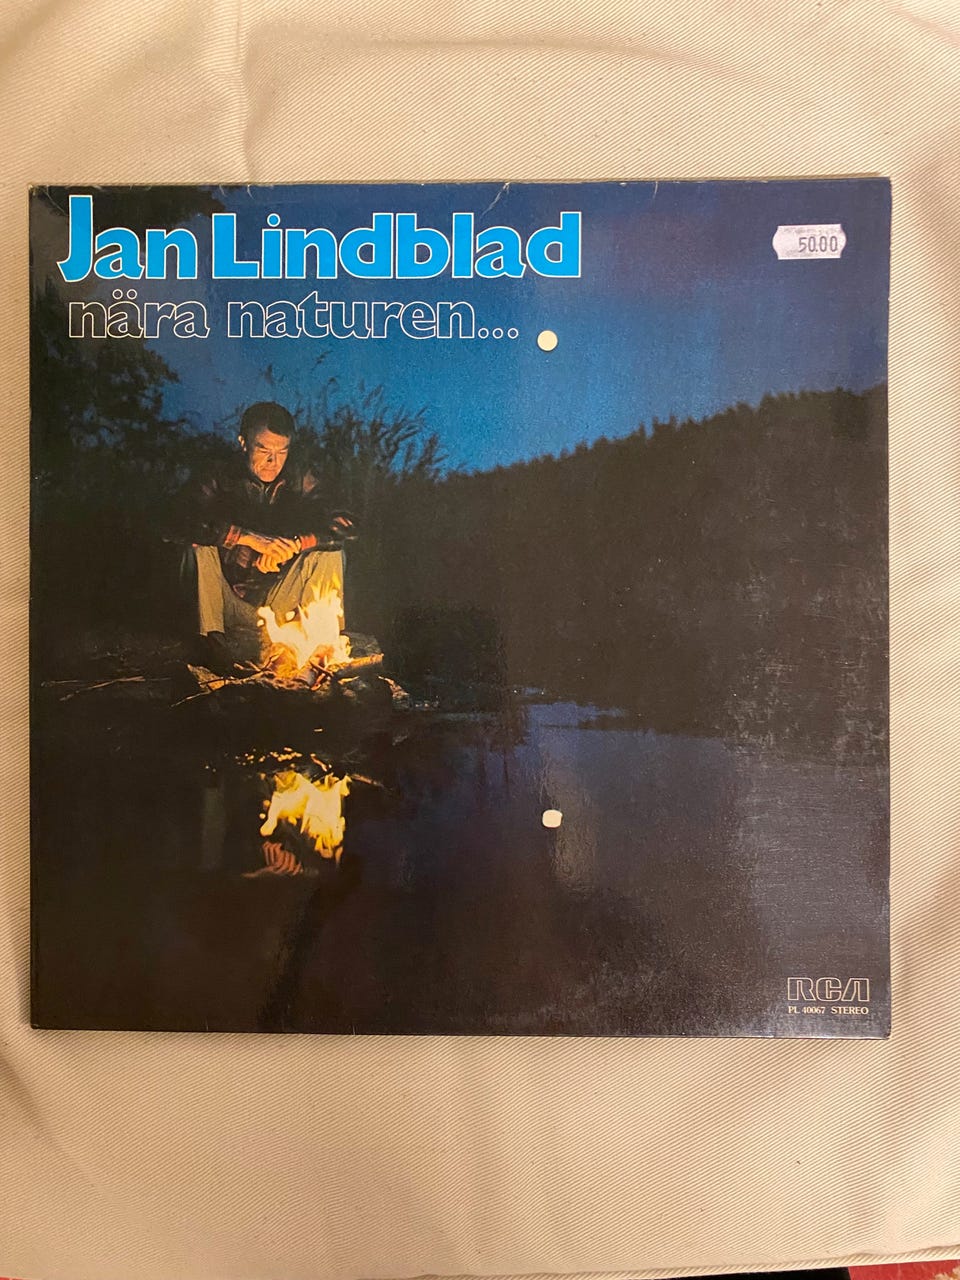 Jan Lindblad
nära naturen...
50.00
RCA
PL 40067 STEREO